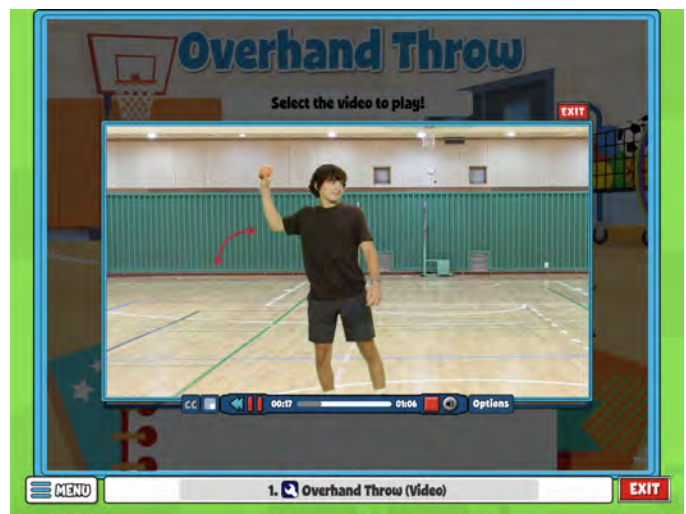 Overhand Throw
Select the video to play!
EXIT
CC
00:17
01:06
Options
MENU
1. Overhand Throw (Video)
EXIT